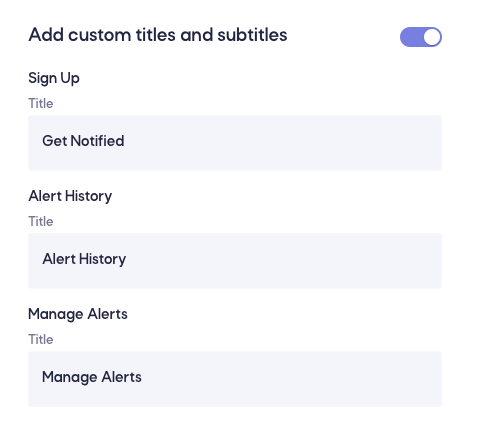 Add custom titles and subtitles
Sign Up
Title
Get Notified
Alert History
Title
Alert History
Manage Alerts
Title
Manage Alerts